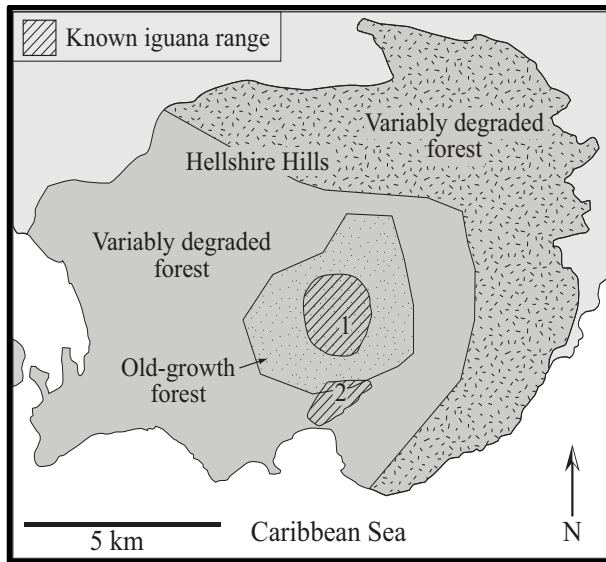 Known iguana range
Variably degraded
forest
Hellshire Hills
Variably degraded
forest
1
Old-growth
forest
2
5 km
Caribbean Sea
N